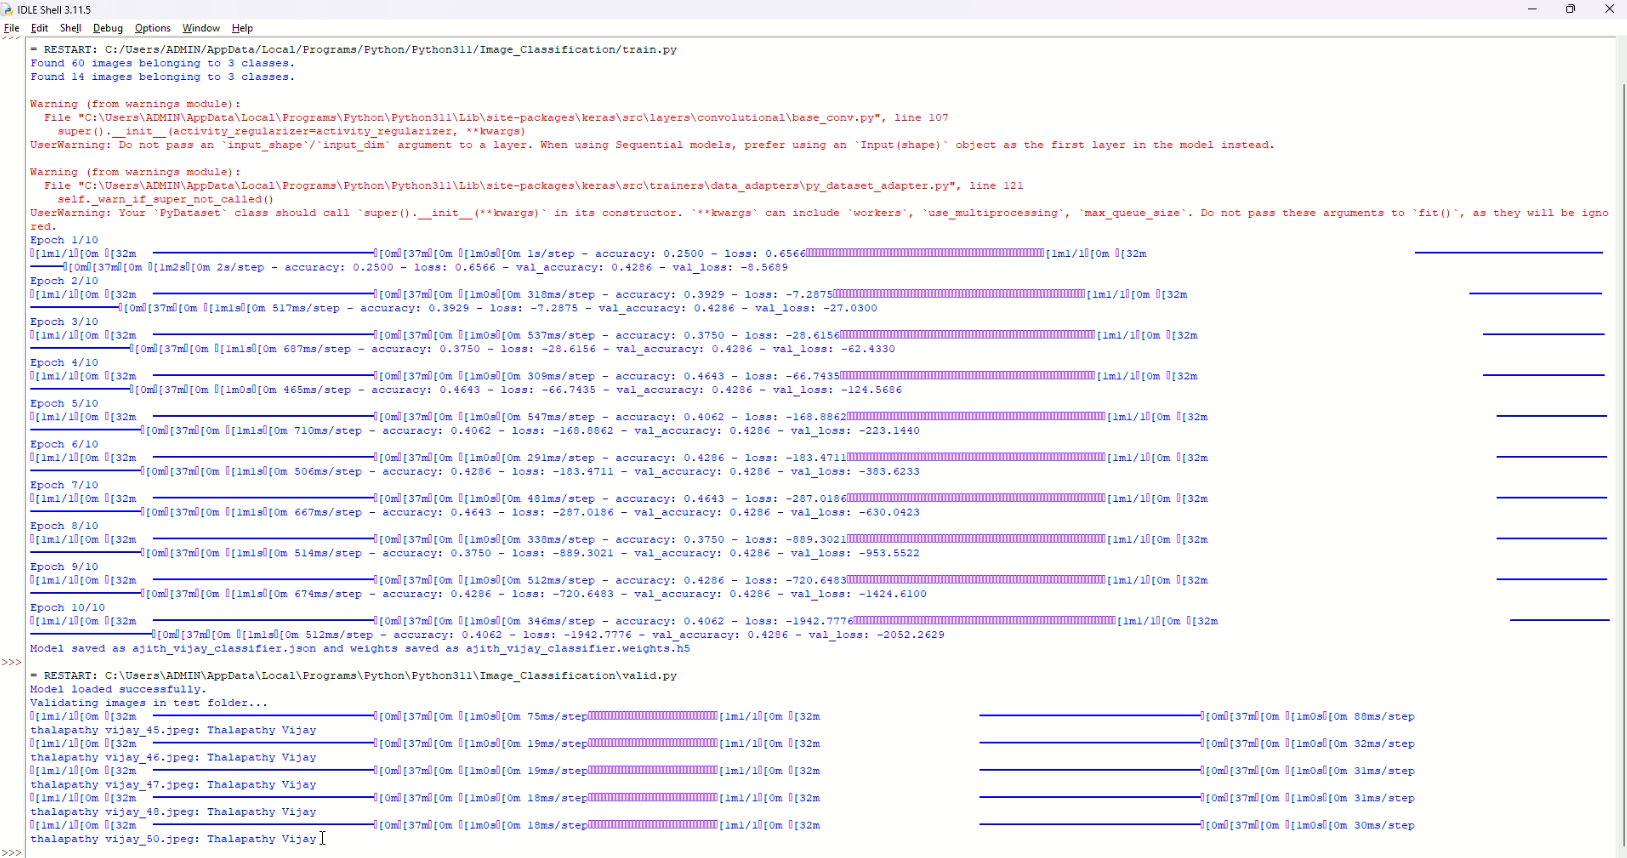 IDLE Shell 3.11.5
File Edit Shell Debug Options Window Help
>>>
= RESTART: C:/Users/ADMIN/AppData/Local/Programs/Python/Python311/Image_Classification/train.py
Found 60 images belonging to 3 classes.
Found 14 images belonging to 3 classes.
Warning (from warnings module):
File "C:\Users\ADMIN\AppData\Local\Programs\Python\Python311\Lib\site-packages\keras\src\layers\convolutional\base_conv.py", line 107
super().__init__(activity_regularizer=activity_regularizer, **kwargs)
UserWarning: Do not pass an `input_shape`/`input_dim` argument to a layer. When using Sequential models, prefer using an `Input(shape)` object as the first layer in the model instead.
Warning (from warnings module):
File "C:\Users\ADMIN\AppData\Local\Programs\Python\Python311\Lib\site-packages\keras\src\trainers\data_adapters\py_dataset_adapter.py", line 121
self._warn_if_super_not_called()
UserWarning: Your `PyDataset` class should call `super().__init__(**kwargs)` in its constructor. `**kwargs` can include `workers`, `use_multiprocessing`, `max_queue_size`. Do not pass these arguments to `fit()`, as they will be igno
red.
Epoch 1/10
[1m1/1[0m [32m [0m[37m[0m [1m0s[0m 1s/step - accuracy: 0.2500 - loss: 0.6566 [1m1/1[0m [32m
[0m[37m[0m [1m2s[0m 2s/step - accuracy: 0.2500 - loss: 0.6566 - val_accuracy: 0.4286 - val_loss: -8.5689
Epoch 2/10
[1m1/1[0m [32m [0m[37m[0m [1m0s[0m 318ms/step - accuracy: 0.3929 - loss: -7.2875 [1m1/1[0m [32m
[0m[37m[0m [1m1s[0m 517ms/step - accuracy: 0.3929 - loss: -7.2875 - val_accuracy: 0.4286 - val_loss: -27.0300
Epoch 3/10
[1m1/1[0m [32m [0m[37m[0m [1m0s[0m 537ms/step - accuracy: 0.3750 - loss: -28.6156 [1m1/1[0m [32m
[0m[37m[0m [1m1s[0m 687ms/step - accuracy: 0.3750 - loss: -28.6156 - val_accuracy: 0.4286 - val_loss: -62.4330
Epoch 4/10
[1m1/1[0m [32m [0m[37m[0m [1m0s[0m 309ms/step - accuracy: 0.4643 - loss: -66.7435 [1m1/1[0m [32m
[0m[37m[0m [1m0s[0m 465ms/step - accuracy: 0.4643 - loss: -66.7435 - val_accuracy: 0.4286 - val_loss: -124.5686
Epoch 5/10
[1m1/1[0m [32m [0m[37m[0m [1m0s[0m 547ms/step - accuracy: 0.4062 - loss: -168.8862 [1m1/1[0m [32m
[0m[37m[0m [1m1s[0m 710ms/step - accuracy: 0.4062 - loss: -168.8862 - val_accuracy: 0.4286 - val_loss: -223.1440
Epoch 6/10
[1m1/1[0m [32m [0m[37m[0m [1m0s[0m 291ms/step - accuracy: 0.4286 - loss: -183.4711 [1m1/1[0m [32m
[0m[37m[0m [1m1s[0m 506ms/step - accuracy: 0.4286 - loss: -183.4711 - val_accuracy: 0.4286 - val_loss: -383.6233
Epoch 7/10
[1m1/1[0m [32m [0m[37m[0m [1m0s[0m 481ms/step - accuracy: 0.4643 - loss: -287.0186 [1m1/1[0m [32m
[0m[37m[0m [1m1s[0m 667ms/step - accuracy: 0.4643 - loss: -287.0186 - val_accuracy: 0.4286 - val_loss: -630.0423
Epoch 8/10
[1m1/1[0m [32m [0m[37m[0m [1m0s[0m 338ms/step - accuracy: 0.3750 - loss: -889.3021 [1m1/1[0m [32m
[0m[37m[0m [1m1s[0m 514ms/step - accuracy: 0.3750 - loss: -889.3021 - val_accuracy: 0.4286 - val_loss: -953.5522
Epoch 9/10
[1m1/1[0m [32m [0m[37m[0m [1m0s[0m 512ms/step - accuracy: 0.4286 - loss: -720.6483 [1m1/1[0m [32m
[0m[37m[0m [1m1s[0m 674ms/step - accuracy: 0.4286 - loss: -720.6483 - val_accuracy: 0.4286 - val_loss: -1424.6100
Epoch 10/10
[1m1/1[0m [32m [0m[37m[0m [1m0s[0m 346ms/step - accuracy: 0.4062 - loss: -1942.7776 [1m1/1[0m [32m
[0m[37m[0m [1m1s[0m 512ms/step - accuracy: 0.4062 - loss: -1942.7776 - val_accuracy: 0.4286 - val_loss: -2052.2629
Model saved as ajith_vijay_classifier.json and weights saved as ajith_vijay_classifier.weights.h5
>>>
= RESTART: C:\Users\ADMIN\AppData\Local\Programs\Python\Python311\Image_Classification\valid.py
Model loaded successfully.
Validating images in test folder...
[1m1/1[0m [32m [0m[37m[0m [1m0s[0m 75ms/step [1m1/1[0m [32m [0m[37m[0m [1m0s[0m 88ms/step
thalapathy vijay_45.jpeg: Thalapathy Vijay
[1m1/1[0m [32m [0m[37m[0m [1m0s[0m 19ms/step [1m1/1[0m [32m [0m[37m[0m [1m0s[0m 32ms/step
thalapathy vijay_46.jpeg: Thalapathy Vijay
[1m1/1[0m [32m [0m[37m[0m [1m0s[0m 19ms/step [1m1/1[0m [32m [0m[37m[0m [1m0s[0m 31ms/step
thalapathy vijay_47.jpeg: Thalapathy Vijay
[1m1/1[0m [32m [0m[37m[0m [1m0s[0m 18ms/step [1m1/1[0m [32m [0m[37m[0m [1m0s[0m 31ms/step
thalapathy vijay_48.jpeg: Thalapathy Vijay
[1m1/1[0m [32m [0m[37m[0m [1m0s[0m 18ms/step [1m1/1[0m [32m [0m[37m[0m [1m0s[0m 30ms/step
thalapathy vijay_50.jpeg: Thalapathy Vijay
>>>